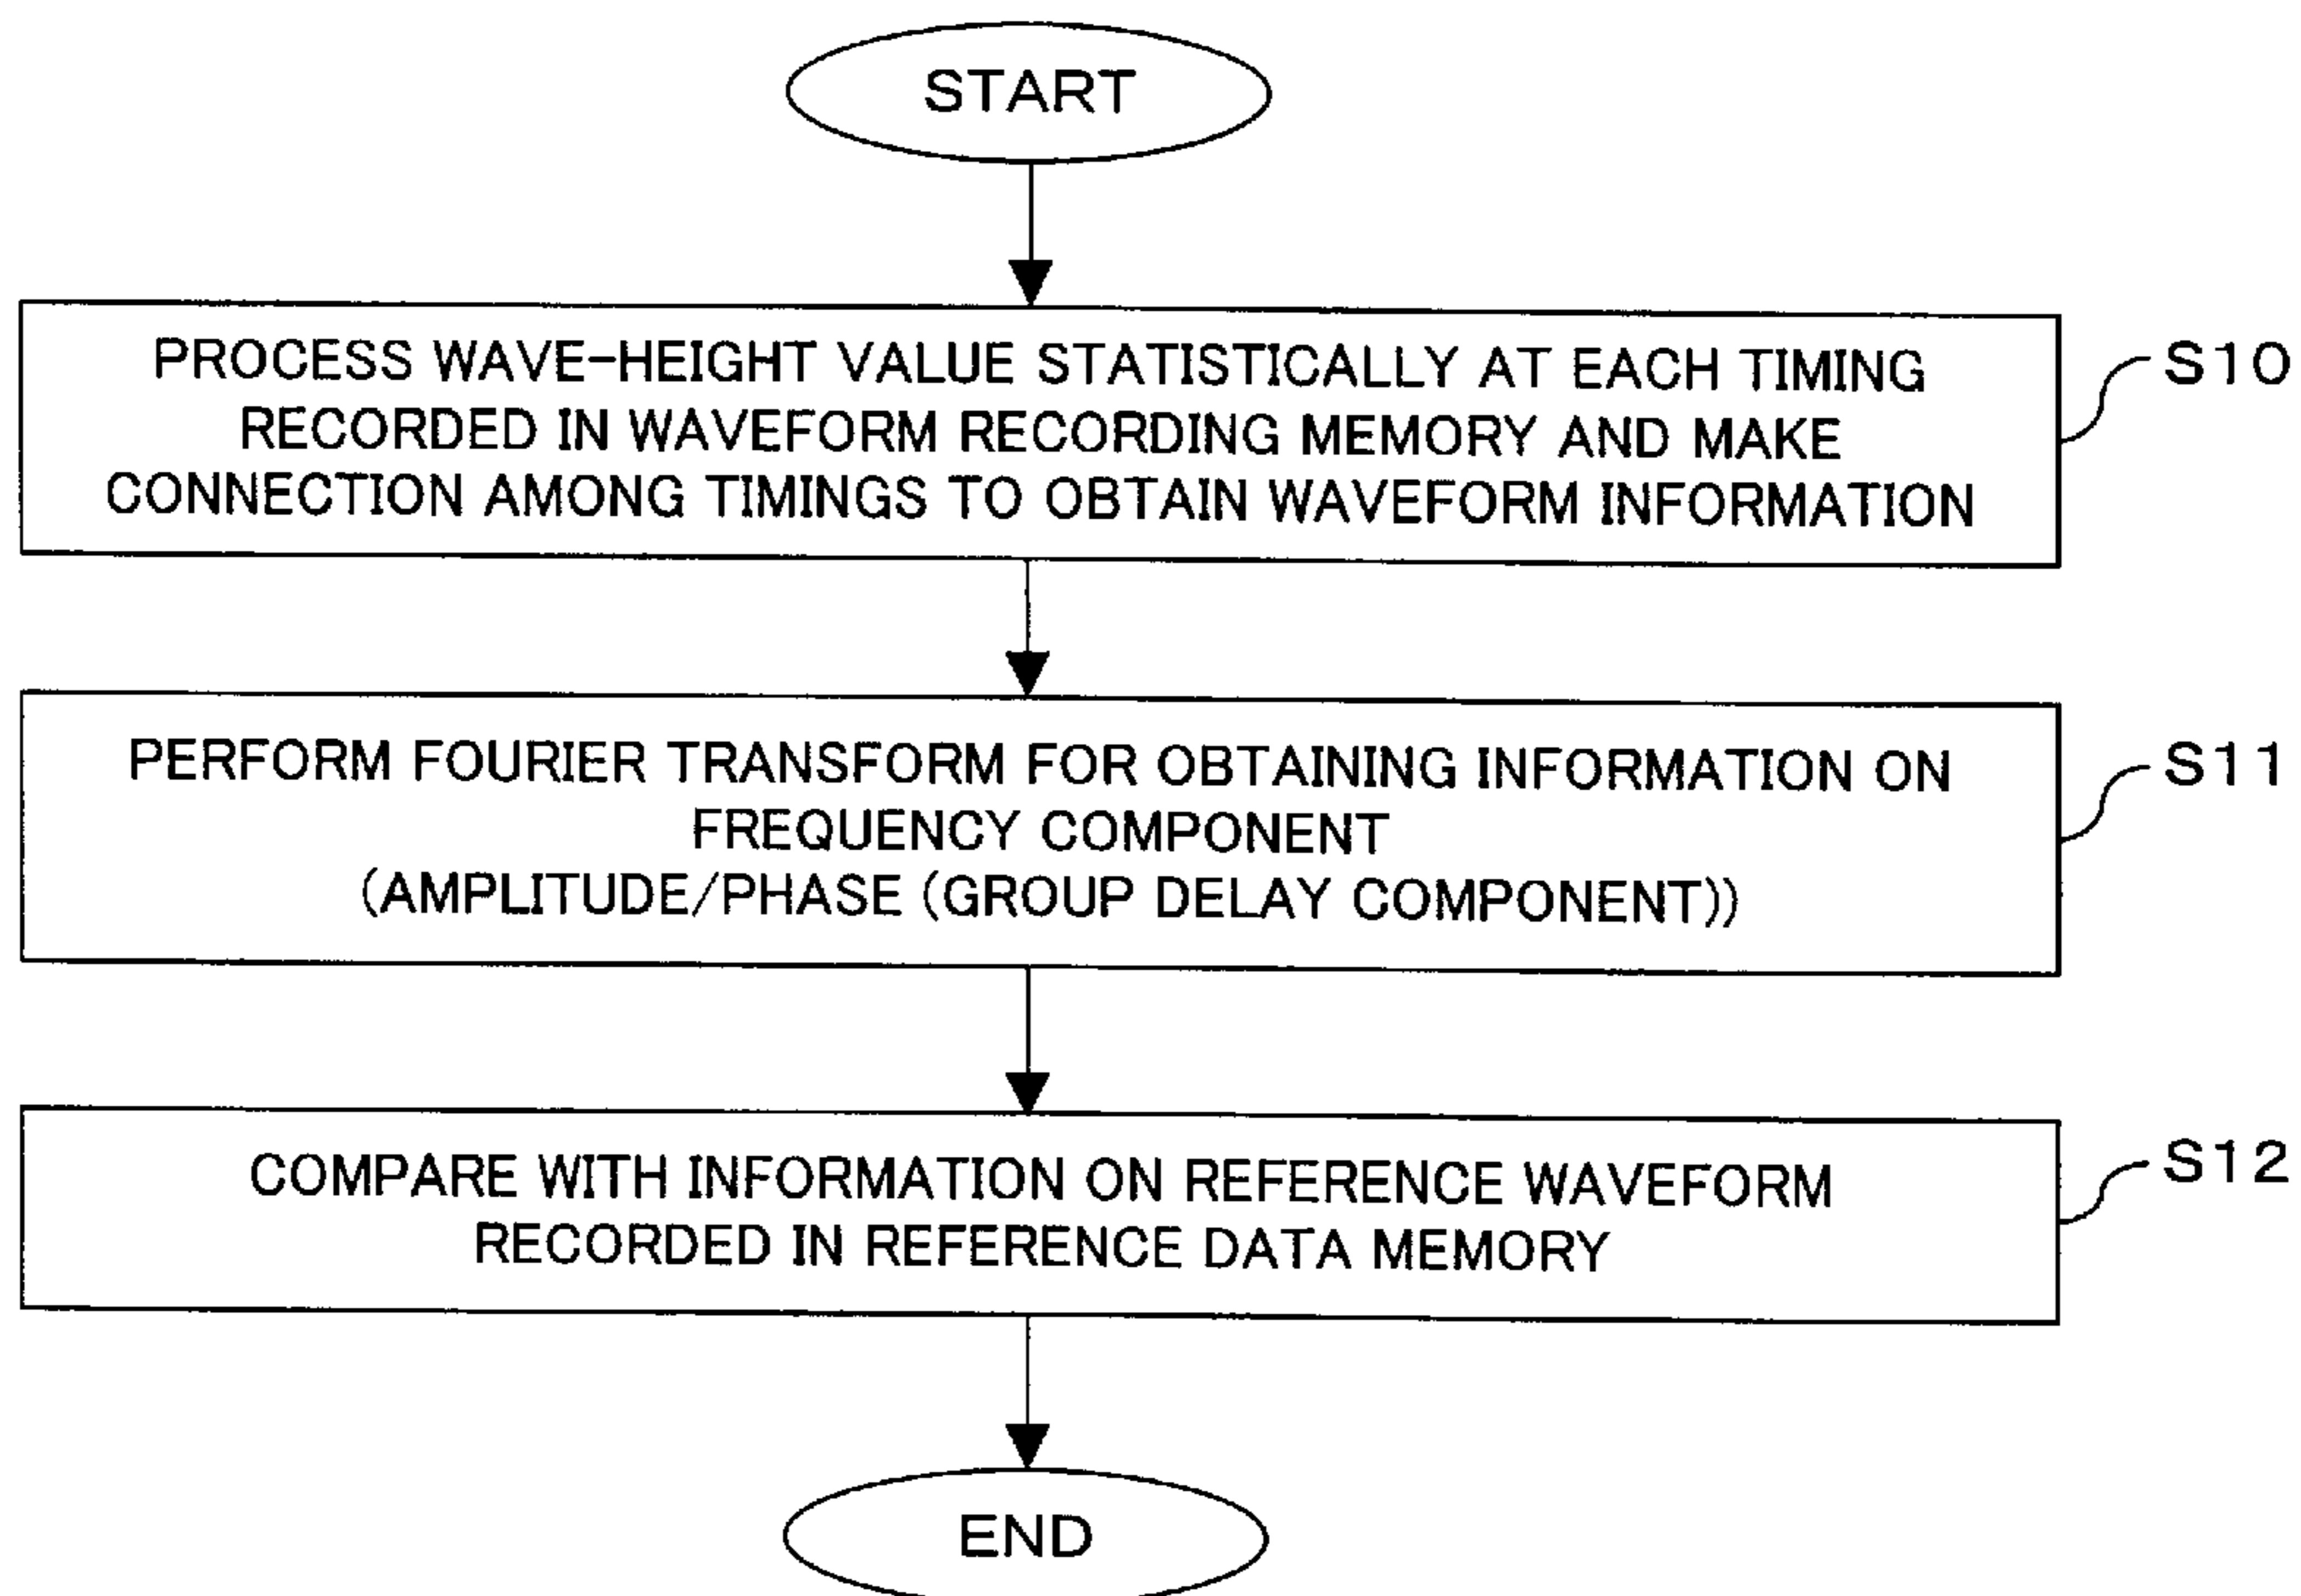 START
PROCESS WAVE-HEIGHT VALUE STATISTICALLY AT EACH TIMING
RECORDED IN WAVEFORM RECORDING MEMORY AND MAKE
CONNECTION AMONG TIMINGS TO OBTAIN WAVEFORM INFORMATION
S10
PERFORM FOURIER TRANSFORM FOR OBTAINING INFORMATION ON
FREQUENCY COMPONENT
(AMPLITUDE/PHASE (GROUP DELAY COMPONENT))
S11
COMPARE WITH INFORMATION ON REFERENCE WAVEFORM
RECORDED IN REFERENCE DATA MEMORY
S12
END